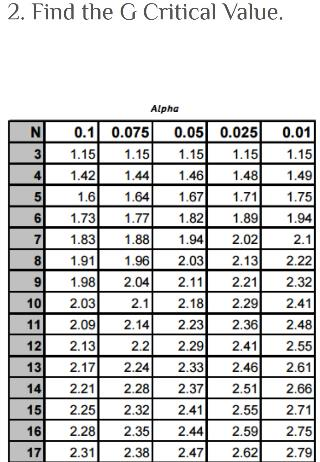 2. Find the G Critical Value.
Alpha
N 0.1 0.075 0.05 0.025 0.01
3 1.15 1.15 1.15 1.15 1.15
4 1.42 1.44 1.46 1.48 1.49
5 1.6 1.64 1.67 1.71 1.75
6 1.73 1.77 1.82 1.89 1.94
7 1.83 1.88 1.94 2.02 2.1
8 1.91 1.96 2.03 2.13 2.22
9 1.98 2.04 2.11 2.21 2.32
10 2.03 2.1 2.18 2.29 2.41
11 2.09 2.14 2.23 2.36 2.48
12 2.13 2.2 2.29 2.41 2.55
13 2.17 2.24 2.33 2.46 2.61
14 2.21 2.28 2.37 2.51 2.66
15 2.25 2.32 2.41 2.55 2.71
16 2.28 2.35 2.44 2.59 2.75
17 2.31 2.38 2.47 2.62 2.79